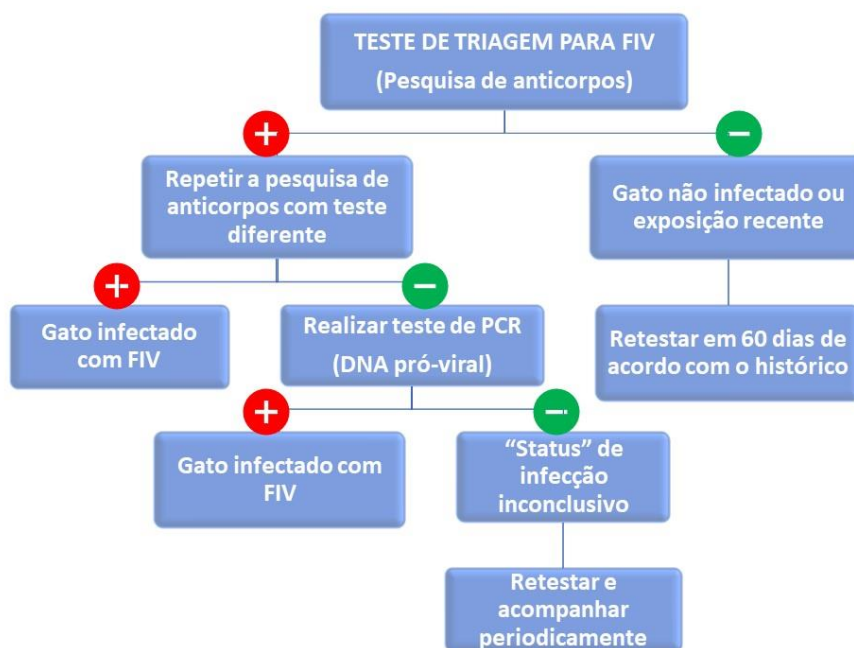 TESTE DE TRIAGEM PARA FIV
(Pesquisa de anticorpos)
+
−
Repetir a pesquisa de
anticorpos com teste
diferente
Gato não infectado ou
exposição recente
+
−
Gato infectado
com FIV
Realizar teste de PCR
(DNA pró-viral)
Retestar em 60 dias de
acordo com o histórico
+
−
Gato infectado com
FIV
“Status” de
infecção
inconclusivo
Retestar e
acompanhar
periodicamente